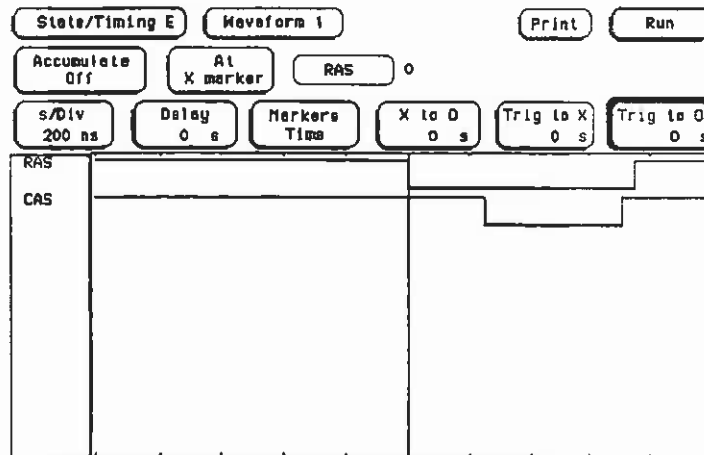 State/Timing E Waveform 1 Print Run
Accumulate Off At X marker RAS 0
s/Div 200 ns Delay 0 s Markers Time X to O 0 s Trig to X 0 s Trig to O 0 s
RAS
CAS